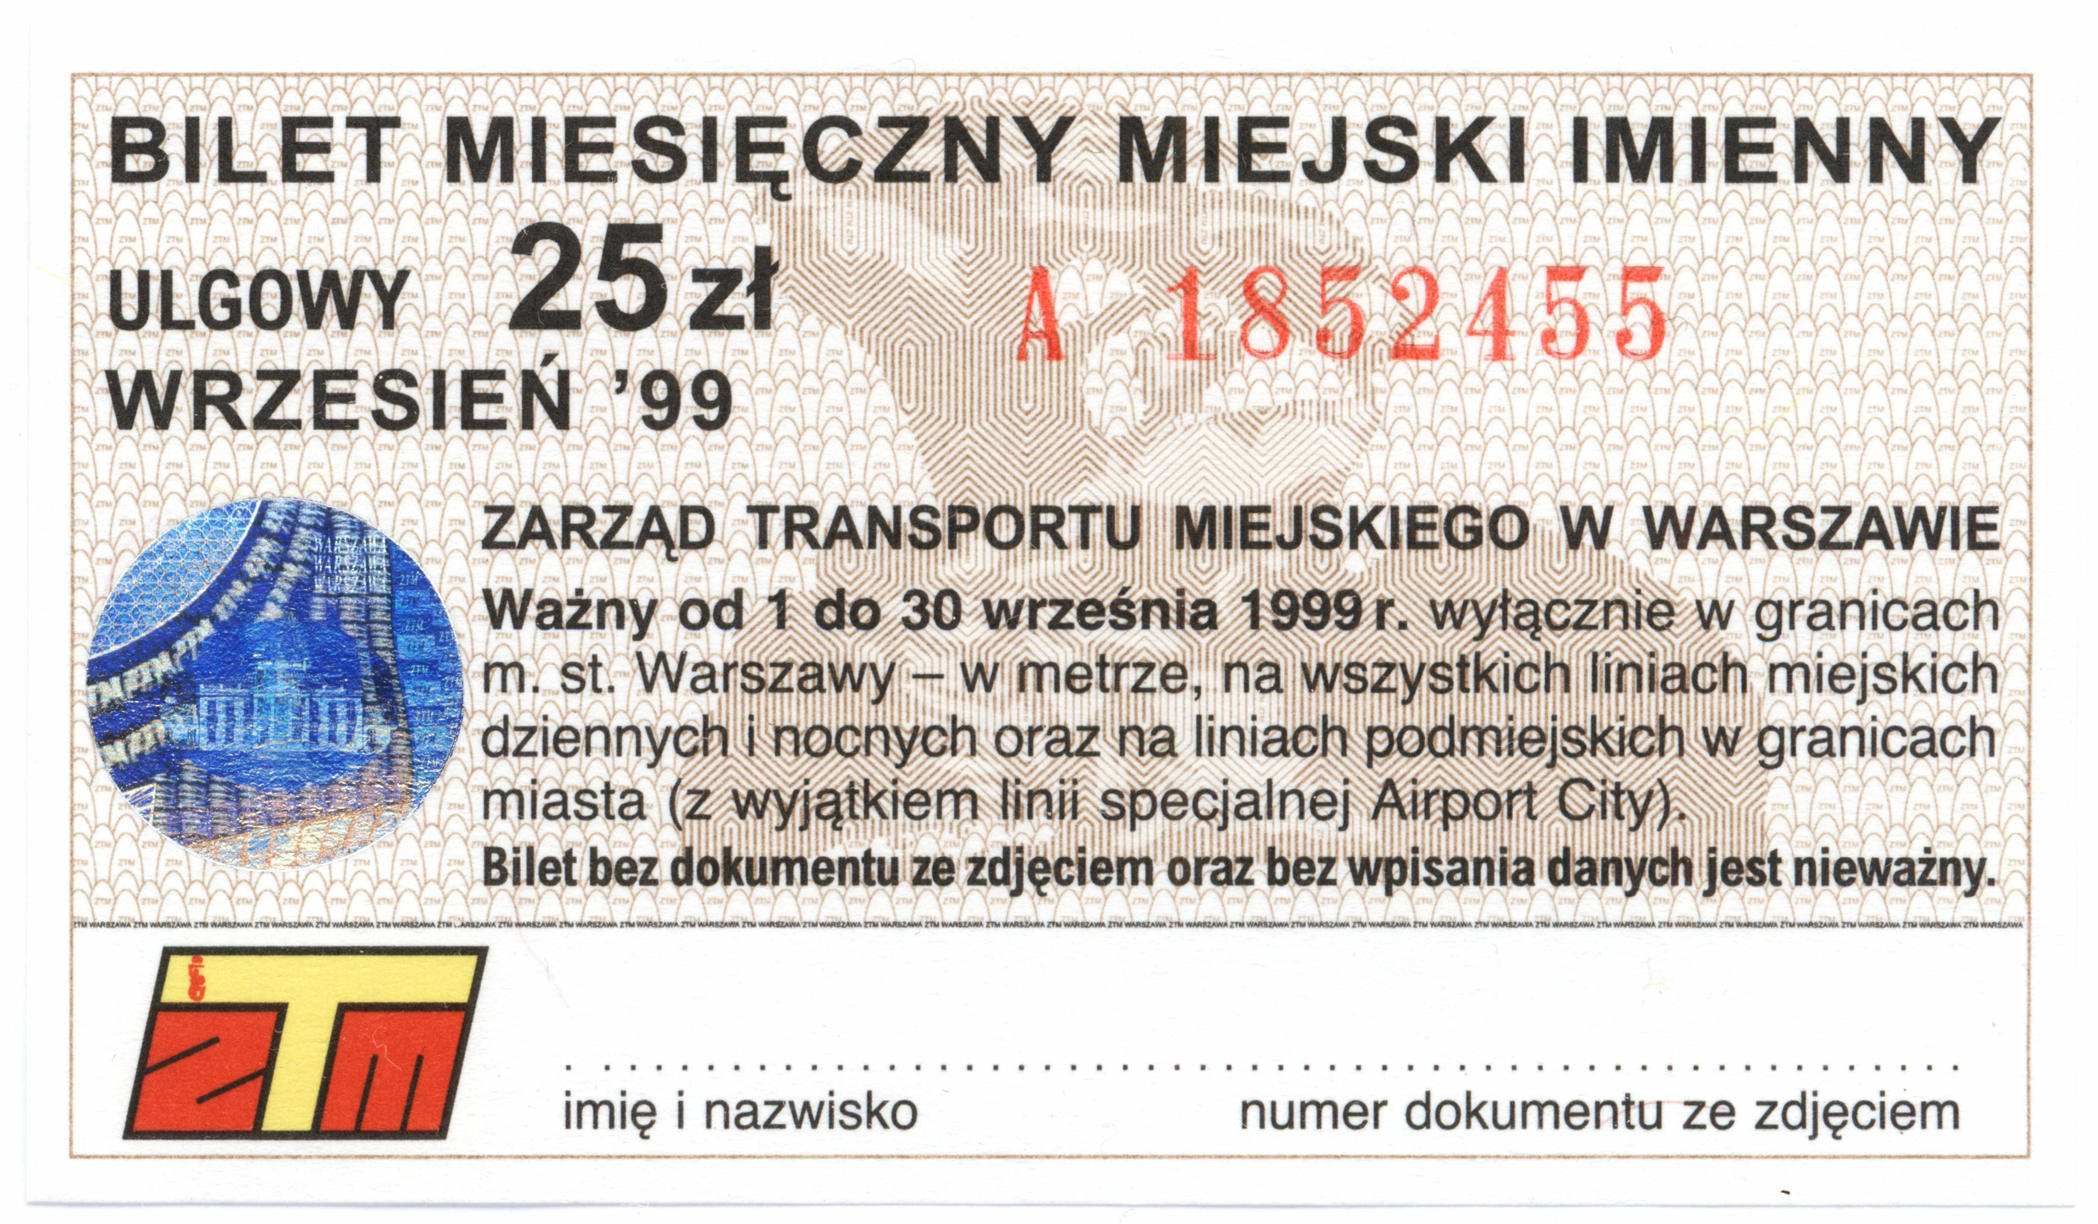 BILET MIESIĘCZNY MIEJSKI IMIENNY
ULGOWY 25 zł A 1852455
WRZESIEŃ '99
ZARZĄD TRANSPORTU MIEJSKIEGO W WARSZAWIE
Ważny od 1 do 30 września 1999 r. wyłącznie w granicach
m. st. Warszawy – w metrze, na wszystkich liniach miejskich
dziennych i nocnych oraz na liniach podmiejskich w granicach
miasta (z wyjątkiem linii specjalnej Airport City).
Bilet bez dokumentu ze zdjęciem oraz bez wpisania danych jest nieważny.
ZTM
imię i nazwisko numer dokumentu ze zdjęciem